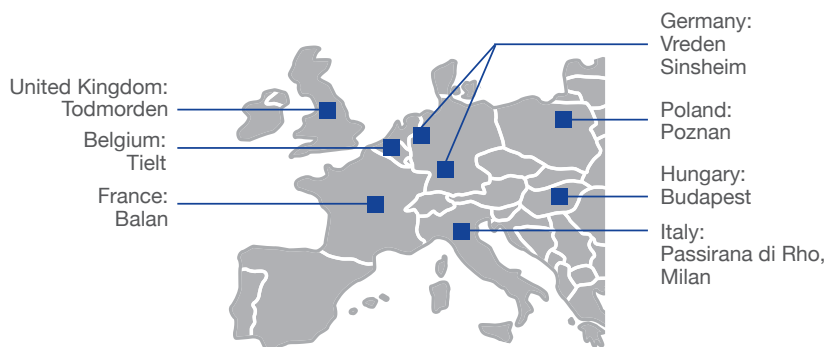 United Kingdom:
Todmorden
Belgium:
Tielt
France:
Balan
Germany:
Vreden
Sinsheim
Poland:
Poznan
Hungary:
Budapest
Italy:
Passirana di Rho,
Milan